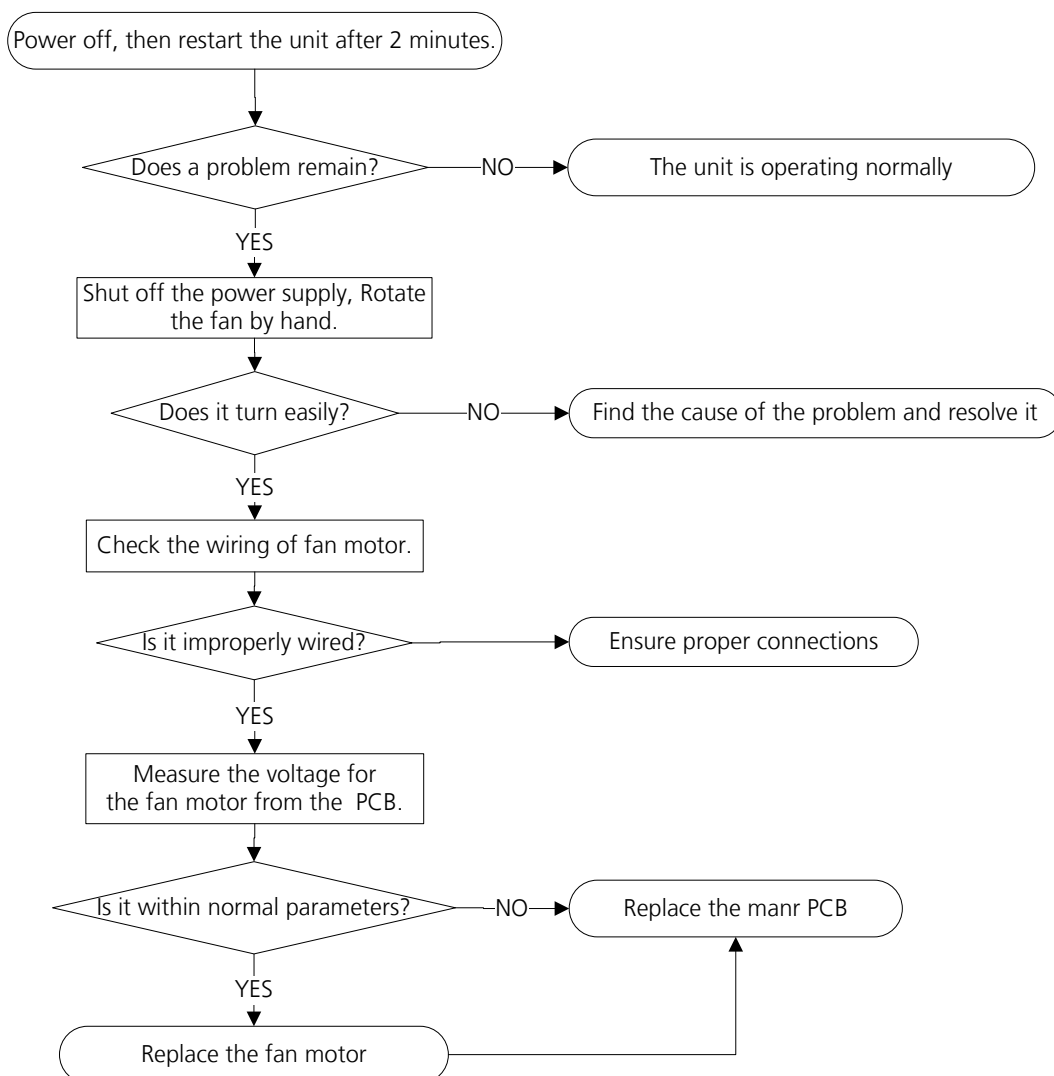 Power off, then restart the unit after 2 minutes.
Does a problem remain?
NO
The unit is operating normally
YES
Shut off the power supply, Rotate
the fan by hand.
Does it turn easily?
NO
Find the cause of the problem and resolve it
YES
Check the wiring of fan motor.
Is it improperly wired?
Ensure proper connections
YES
Measure the voltage for
the fan motor from the PCB.
Is it within normal parameters?
NO
Replace the manr PCB
YES
Replace the fan motor